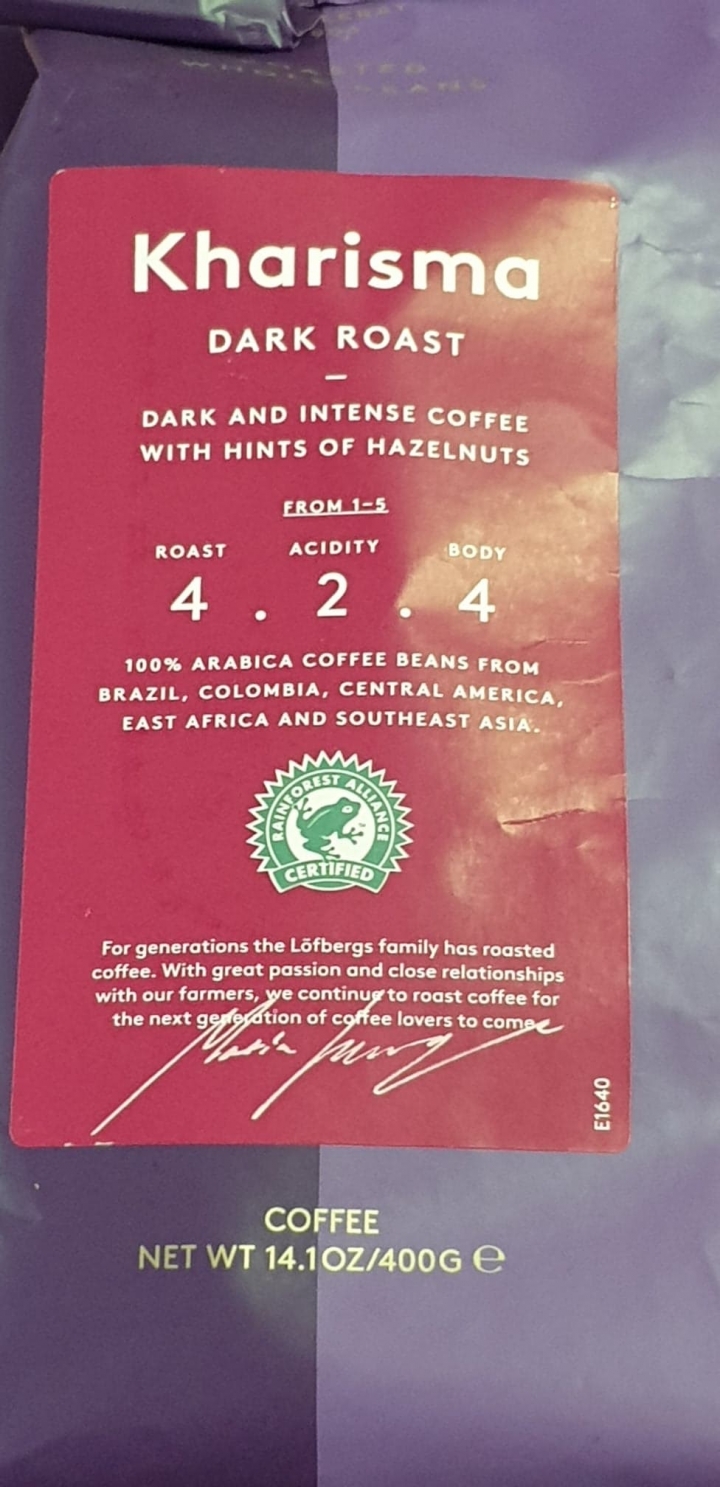 Kharisma
DARK ROAST
–
DARK AND INTENSE COFFEE
WITH HINTS OF HAZELNUTS
FROM 1-5
ROAST ACIDITY BODY
4 . 2 . 4
100% ARABICA COFFEE BEANS FROM
BRAZIL, COLOMBIA, CENTRAL AMERICA,
EAST AFRICA AND SOUTHEAST ASIA.
RAINFOREST ALLIANCE
CERTIFIED
For generations the Löfbergs family has roasted
coffee. With great passion and close relationships
with our farmers, we continue to roast coffee for
the next generation of coffee lovers to come
E1640
COFFEE
NET WT 14.1OZ/400G ℮